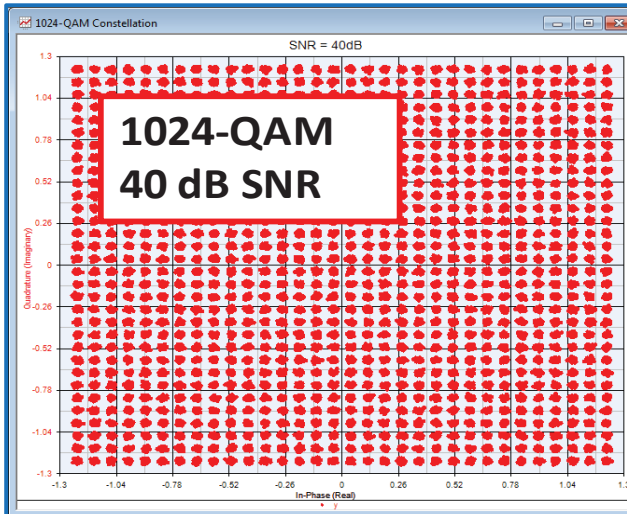 1024-QAM Constellation
SNR = 40dB
1.3
1.04
0.78
0.52
0.26
0
-0.26
-0.52
-0.78
-1.04
-1.3
Quadrature (Imaginary)
1024-QAM
40 dB SNR
-1.3 -1.04 -0.78 -0.52 -0.26 0 0.26 0.52 0.78 1.04 1.3
In-Phase (Real)
y